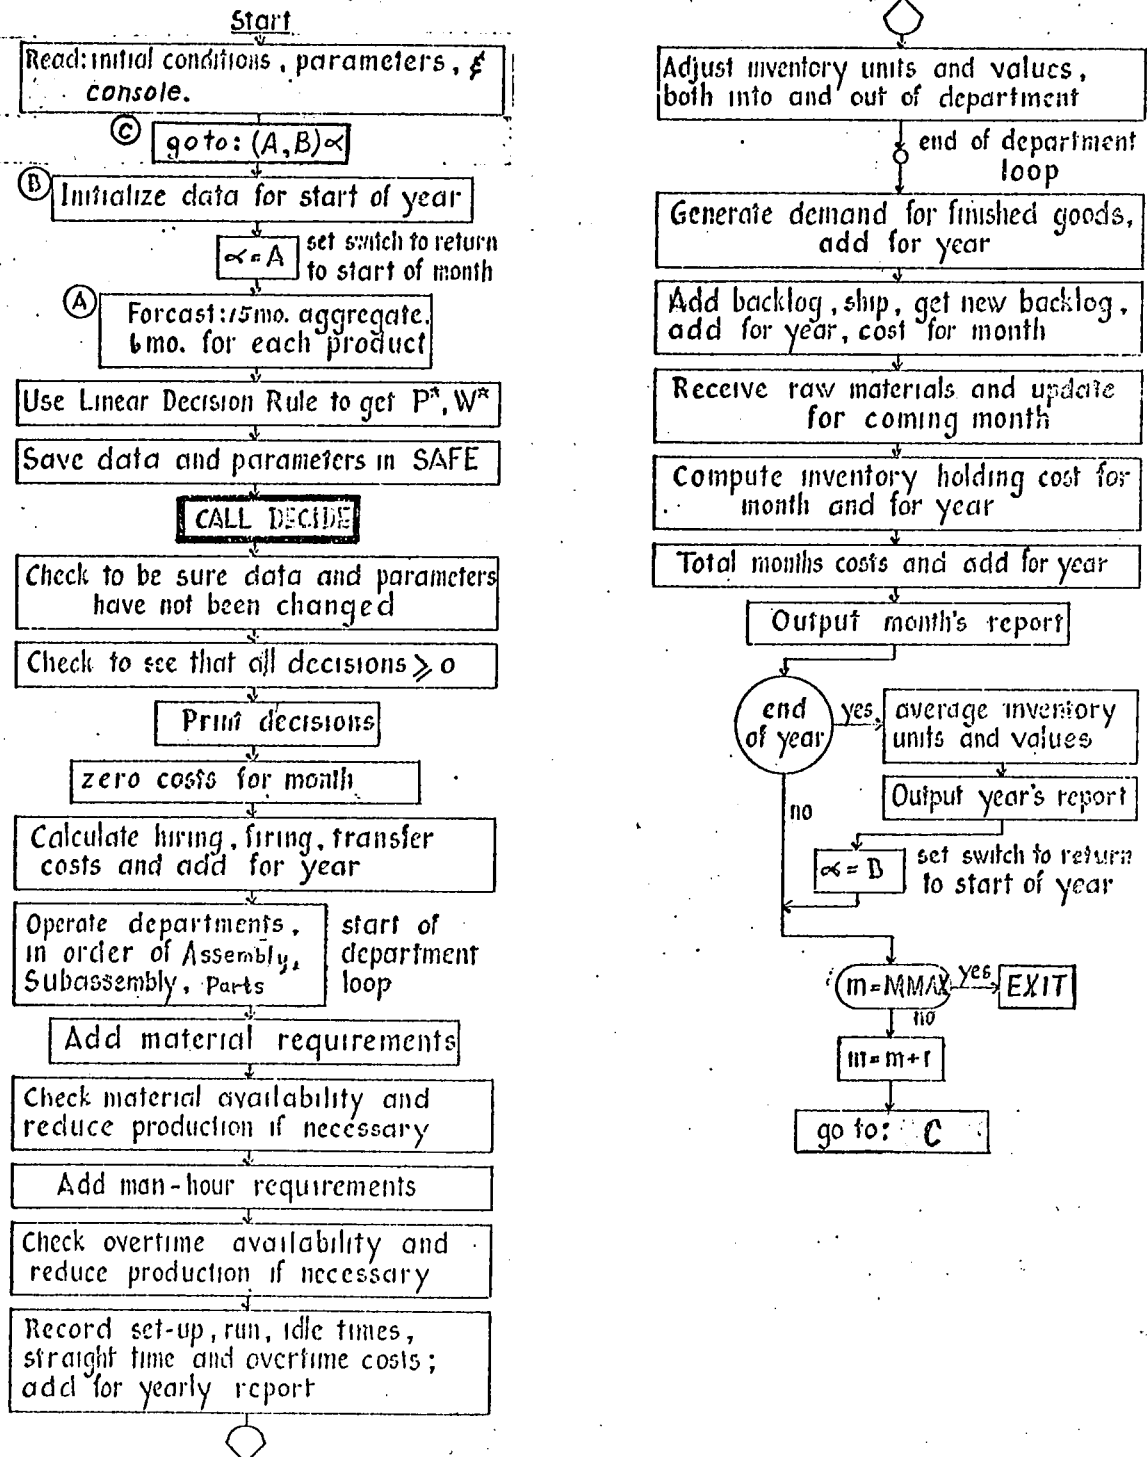 Start
Read: initial conditions, parameters, &
console.
C
go to: (A, B)∝
B
Initialize data for start of year
∝ = A
set switch to return
to start of month
A
Forcast: 15mo. aggregate.
6 mo. for each product
Use Linear Decision Rule to get P*, W*
Save data and parameters in SAFE
CALL DECIDE
Check to be sure data and parameters
have not been changed
Check to see that all decisions ⩾ 0
Print decisions
zero costs for month
Calculate hiring, firing, transfer
costs and add for year
Operate departments,
in order of Assembly,
Subassembly, Parts
start of
department
loop
Add material requirements
Check material availability and
reduce production if necessary
Add man-hour requirements
Check overtime availability and
reduce production if necessary
Record set-up, run, idle times,
straight time and overtime costs;
add for yearly report
Adjust inventory units and values,
both into and out of department
end of department
loop
Generate demand for finished goods,
add for year
Add backlog, ship, get new backlog,
add for year, cost for month
Receive raw materials and update
for coming month
Compute inventory holding cost for
month and for year
Total months costs and add for year
Output month's report
end
of year
yes
average inventory
units and values
Output year's report
no
∝ = B
set switch to return
to start of year
m = MMAX
yes
EXIT
no
m = m + 1
go to: C